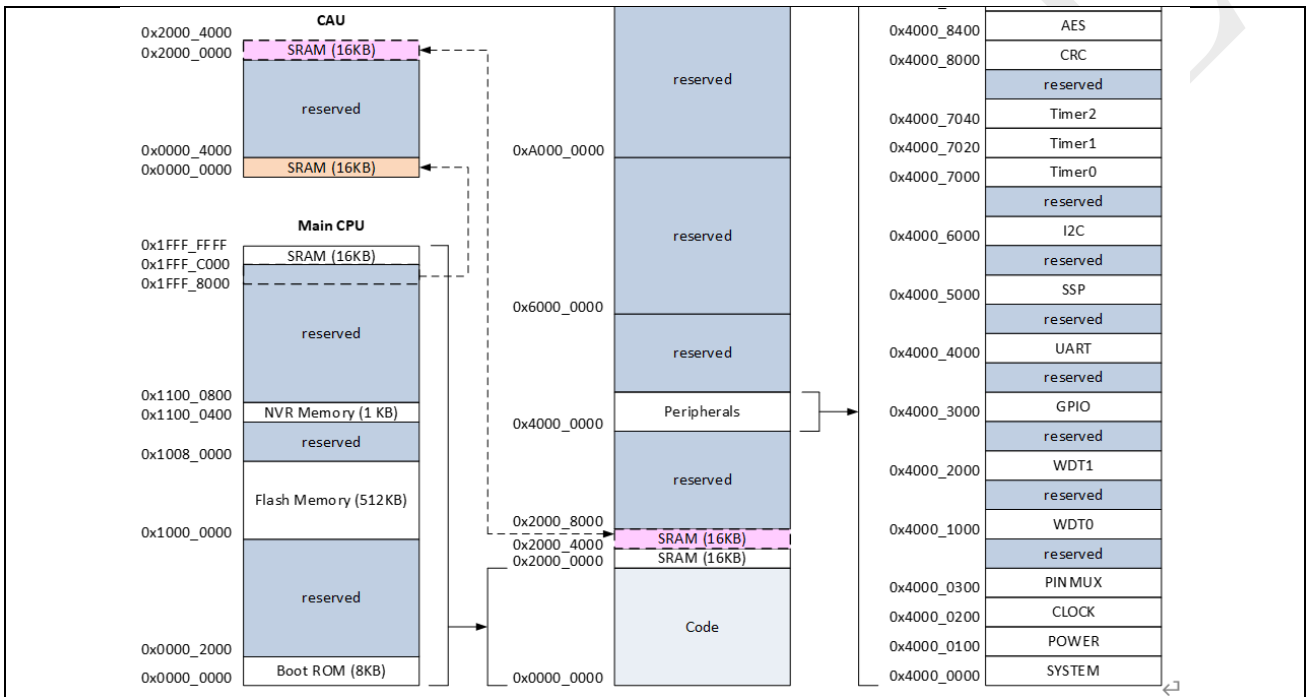 CAU
0x2000_4000
SRAM (16KB)
0x2000_0000
reserved
0x0000_4000
SRAM (16KB)
0x0000_0000
Main CPU
0x1FFF_FFFF
SRAM (16KB)
0x1FFF_C000
0x1FFF_8000
reserved
0x1100_0800
NVR Memory (1 KB)
0x1100_0400
reserved
0x1008_0000
Flash Memory (512KB)
0x1000_0000
reserved
0x0000_2000
Boot ROM (8KB)
0x0000_0000
reserved
0xA000_0000
reserved
0x6000_0000
reserved
Peripherals
0x4000_0000
reserved
0x2000_8000
SRAM (16KB)
0x2000_4000
SRAM (16KB)
0x2000_0000
Code
0x0000_0000
AES
0x4000_8400
CRC
0x4000_8000
reserved
Timer2
0x4000_7040
Timer1
0x4000_7020
Timer0
0x4000_7000
reserved
I2C
0x4000_6000
reserved
SSP
0x4000_5000
reserved
UART
0x4000_4000
reserved
GPIO
0x4000_3000
reserved
WDT1
0x4000_2000
reserved
WDT0
0x4000_1000
reserved
PINMUX
0x4000_0300
CLOCK
0x4000_0200
POWER
0x4000_0100
SYSTEM
0x4000_0000